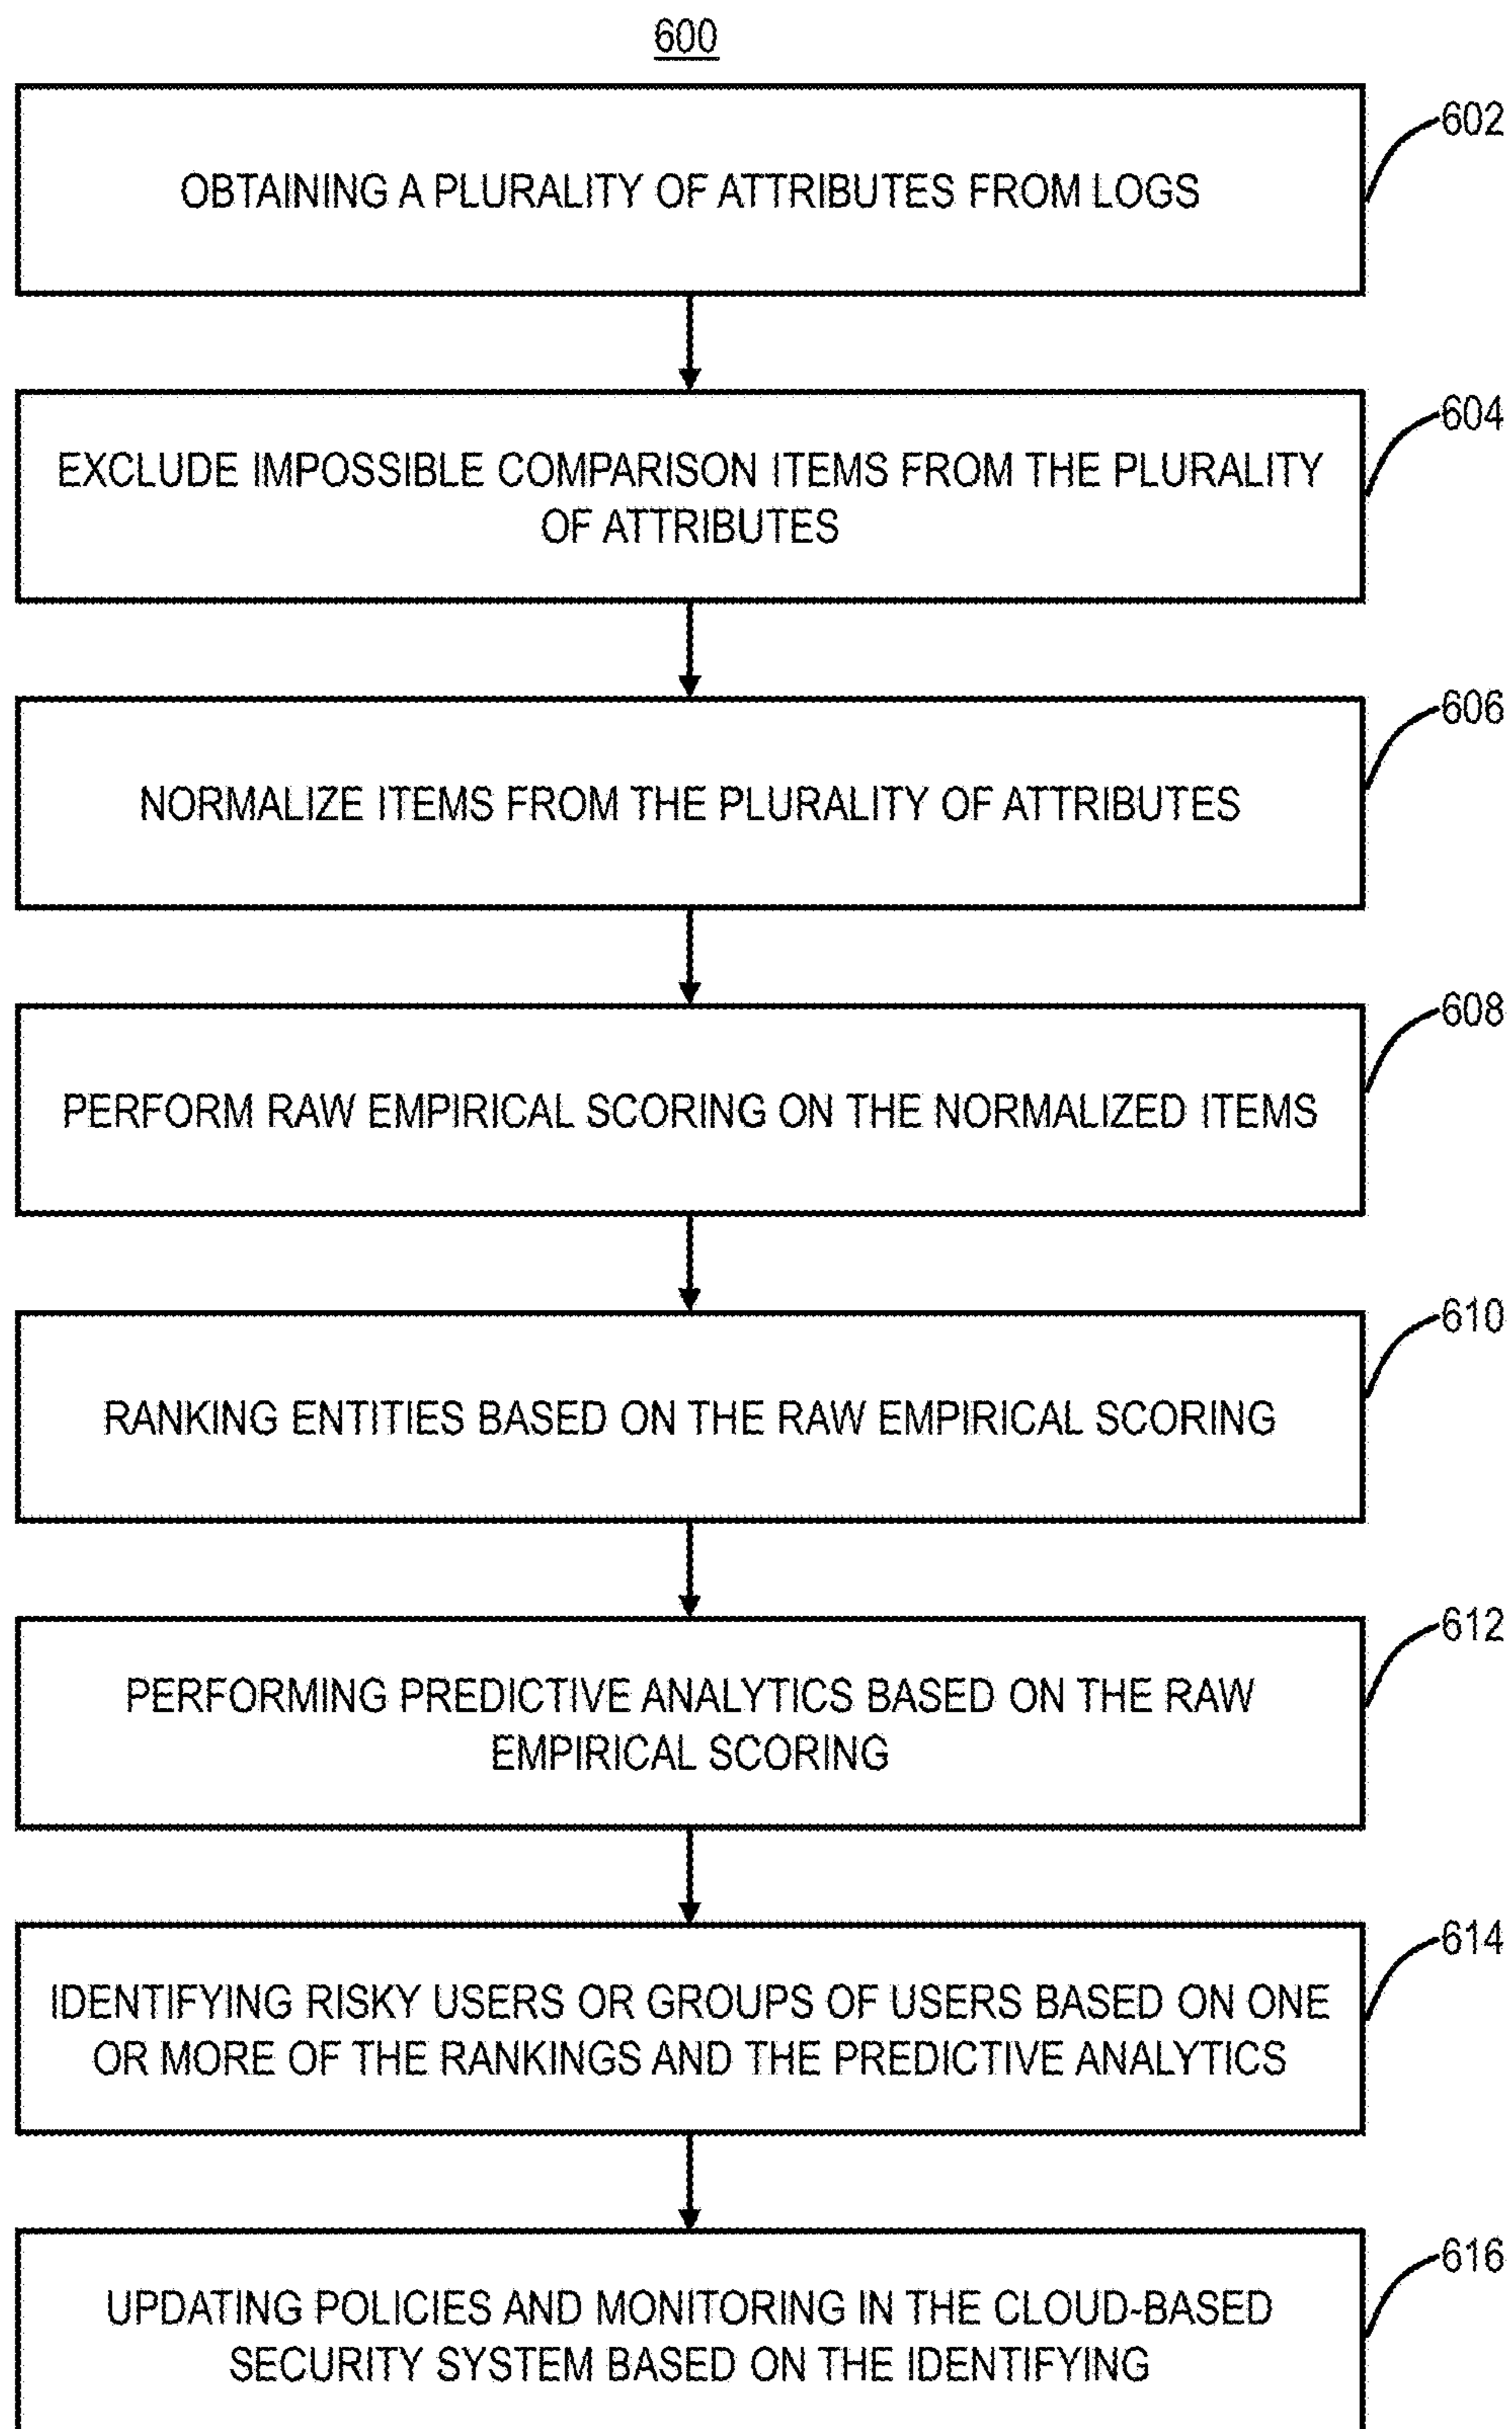 600
OBTAINING A PLURALITY OF ATTRIBUTES FROM LOGS
602
EXCLUDE IMPOSSIBLE COMPARISON ITEMS FROM THE PLURALITY
OF ATTRIBUTES
604
NORMALIZE ITEMS FROM THE PLURALITY OF ATTRIBUTES
606
PERFORM RAW EMPIRICAL SCORING ON THE NORMALIZED ITEMS
608
RANKING ENTITIES BASED ON THE RAW EMPIRICAL SCORING
610
PERFORMING PREDICTIVE ANALYTICS BASED ON THE RAW
EMPIRICAL SCORING
612
IDENTIFYING RISKY USERS OR GROUPS OF USERS BASED ON ONE
OR MORE OF THE RANKINGS AND THE PREDICTIVE ANALYTICS
614
UPDATING POLICIES AND MONITORING IN THE CLOUD-BASED
SECURITY SYSTEM BASED ON THE IDENTIFYING
616